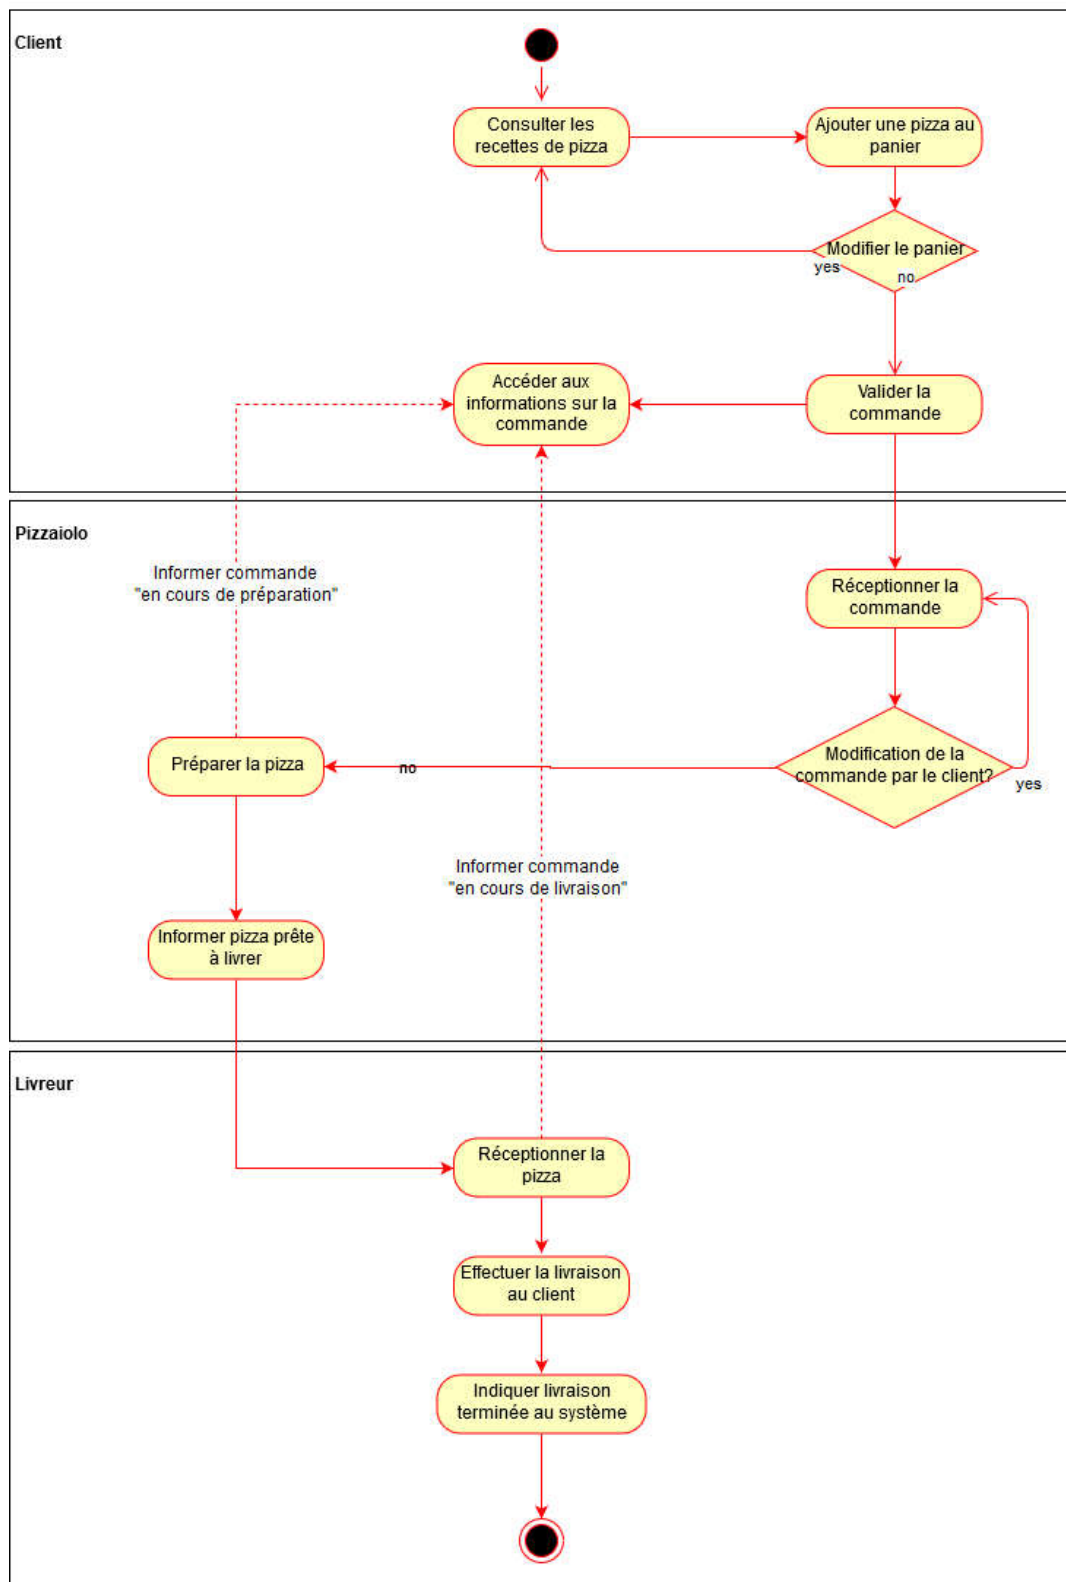 Client
Consulter les
recettes de pizza
Ajouter une pizza au
panier
Modifier le panier
yes
no
Accéder aux
informations sur la
commande
Valider la
commande
Pizzaiolo
Informer commande
"en cours de préparation"
Réceptionner la
commande
Préparer la pizza
no
Modification de la
commande par le client?
yes
Informer commande
"en cours de livraison"
Informer pizza prête
à livrer
Livreur
Réceptionner la
pizza
Effectuer la livraison
au client
Indiquer livraison
terminée au système